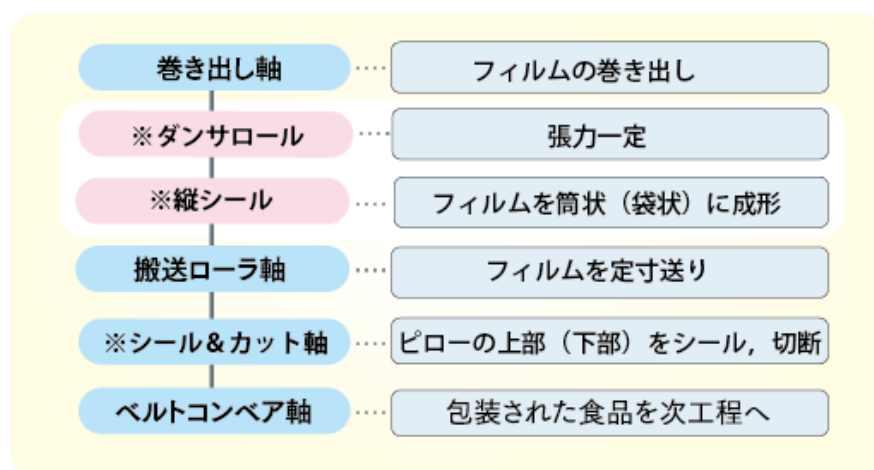 巻き出し軸
フィルムの巻き出し
※ダンサロール
張力一定
※縦シール
フィルムを筒状（袋状）に成形
搬送ローラ軸
フィルムを定寸送り
※シール＆カット軸
ピローの上部（下部）をシール，切断
ベルトコンベア軸
包装された食品を次工程へ